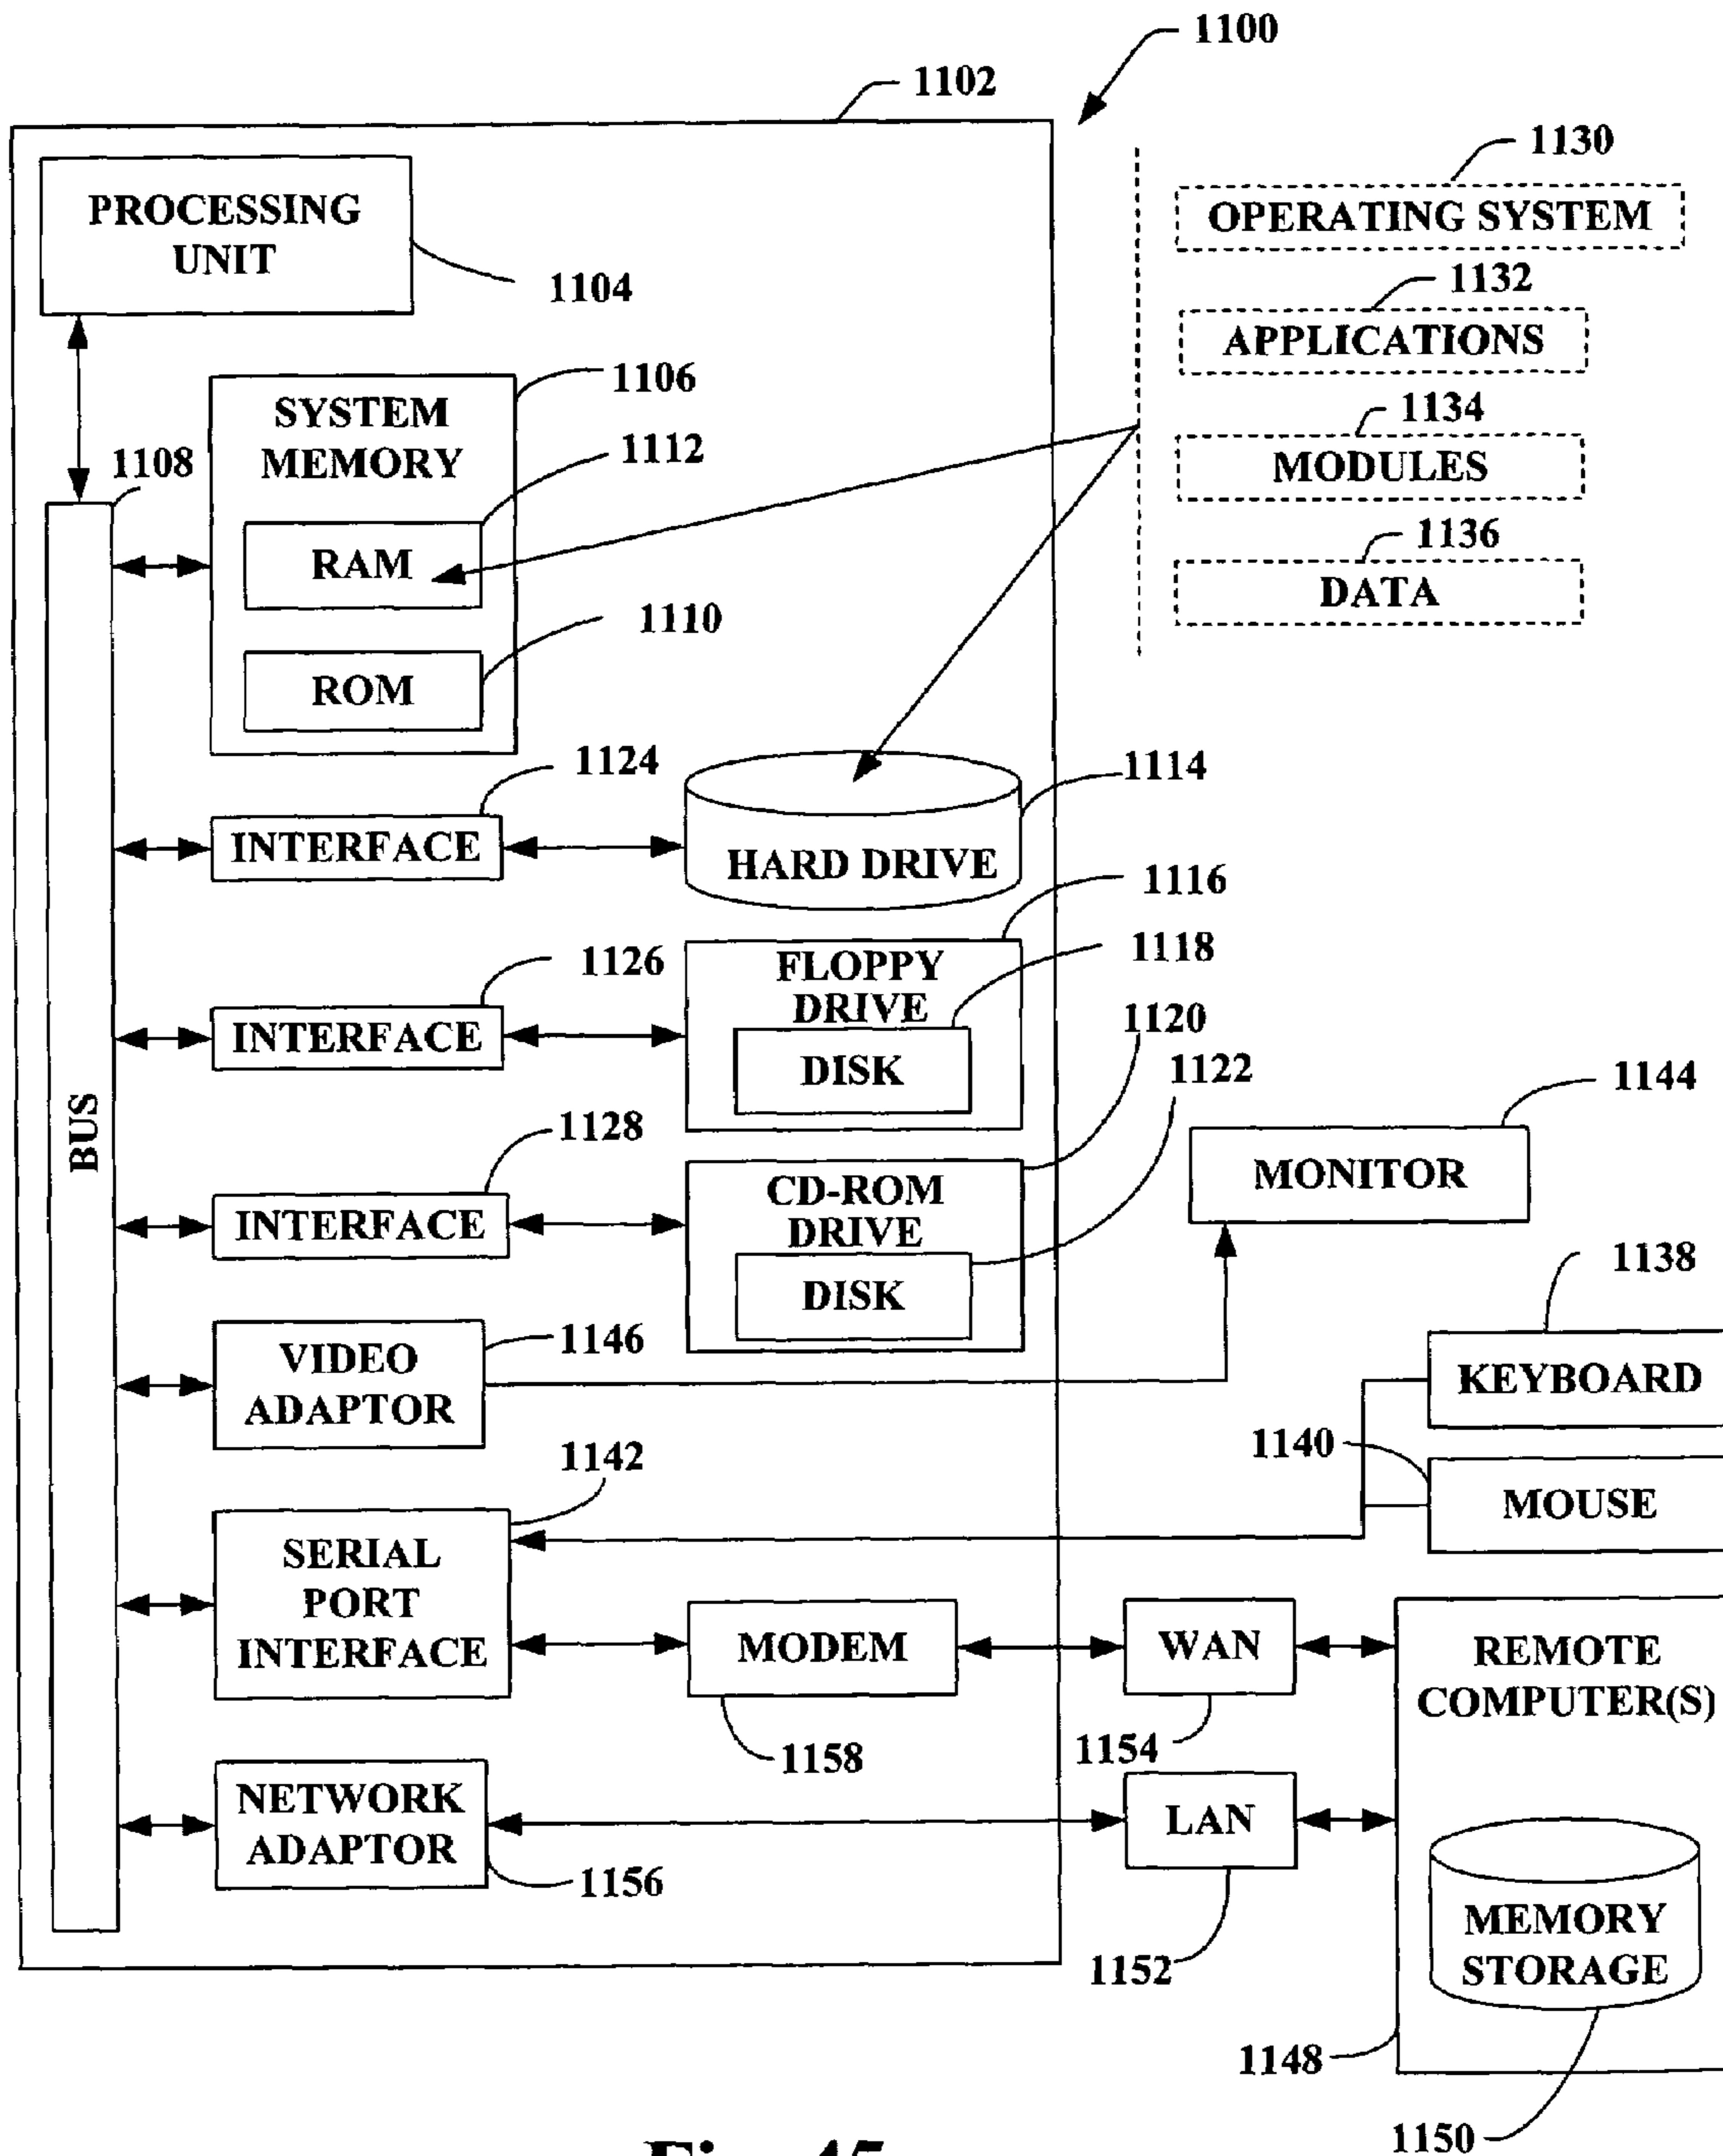 1100
1102
1130
OPERATING SYSTEM
PROCESSING
UNIT
1104
1132
APPLICATIONS
1106
SYSTEM
MEMORY
1134
MODULES
1108
1112
RAM
1136
DATA
1110
ROM
1124
INTERFACE
1114
HARD DRIVE
1116
1126
INTERFACE
FLOPPY
DRIVE
1118
DISK
1120
1122
BUS
1128
INTERFACE
CD-ROM
DRIVE
DISK
1144
MONITOR
1138
KEYBOARD
1146
VIDEO
ADAPTOR
1140
MOUSE
1142
SERIAL
PORT
INTERFACE
MODEM
1158
WAN
1154
REMOTE
COMPUTER(S)
NETWORK
ADAPTOR
1156
LAN
1152
MEMORY
STORAGE
1148
1150